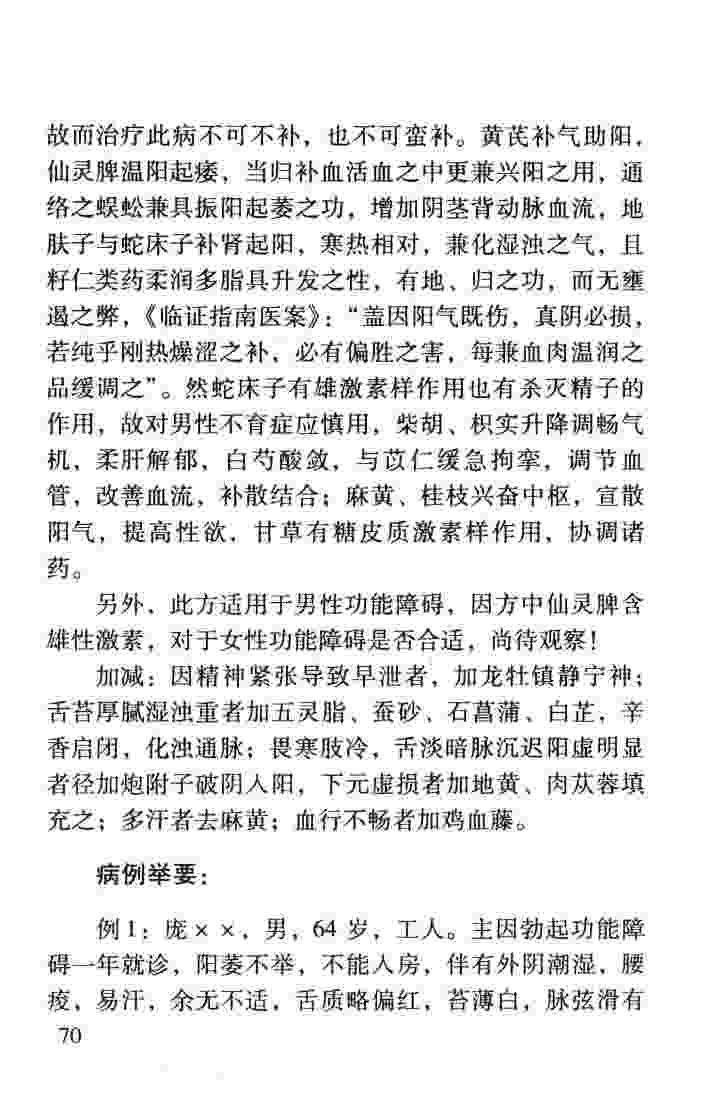 故而治疗此病不可不补，也不可蛮补。黄芪补气助阳，
仙灵脾温阳起痿，当归补血活血之中更兼兴阳之用，通
络之蜈蚣兼具振阳起萎之功，增加阴茎背动脉血流，地
肤子与蛇床子补肾起阳，寒热相对，兼化湿浊之气，且
籽仁类药柔润多脂具升发之性，有地、归之功，而无壅
遏之弊，《临证指南医案》：“盖因阳气既伤，真阴必损，
若纯乎刚热燥涩之补，必有偏胜之害，每兼血肉温润之
品缓调之”。然蛇床子有雄激素样作用也有杀灭精子的
作用，故对男性不育症应慎用，柴胡、枳实升降调畅气
机，柔肝解郁，白芍酸敛，与苡仁缓急拘挛，调节血
管，改善血流，补散结合；麻黄、桂枝兴奋中枢，宣散
阳气，提高性欲，甘草有糖皮质激素样作用，协调诸
药。
另外，此方适用于男性功能障碍，因方中仙灵脾含
雄性激素，对于女性功能障碍是否合适，尚待观察！
加减：因精神紧张导致早泄者，加龙牡镇静宁神；
舌苔厚腻湿浊重者加五灵脂、蚕砂、石菖蒲、白芷，辛
香启闭，化浊通脉；畏寒肢冷，舌淡暗脉沉迟阳虚明显
者径加炮附子破阴入阳，下元虚损者加地黄、肉苁蓉填
充之；多汗者去麻黄；血行不畅者加鸡血藤。
病例举要：
例1：庞××，男，64岁，工人。主因勃起功能障
碍一年就诊，阳萎不举，不能入房，伴有外阴潮湿，腰
痠，易汗，余无不适，舌质略偏红，苔薄白，脉弦滑有
70